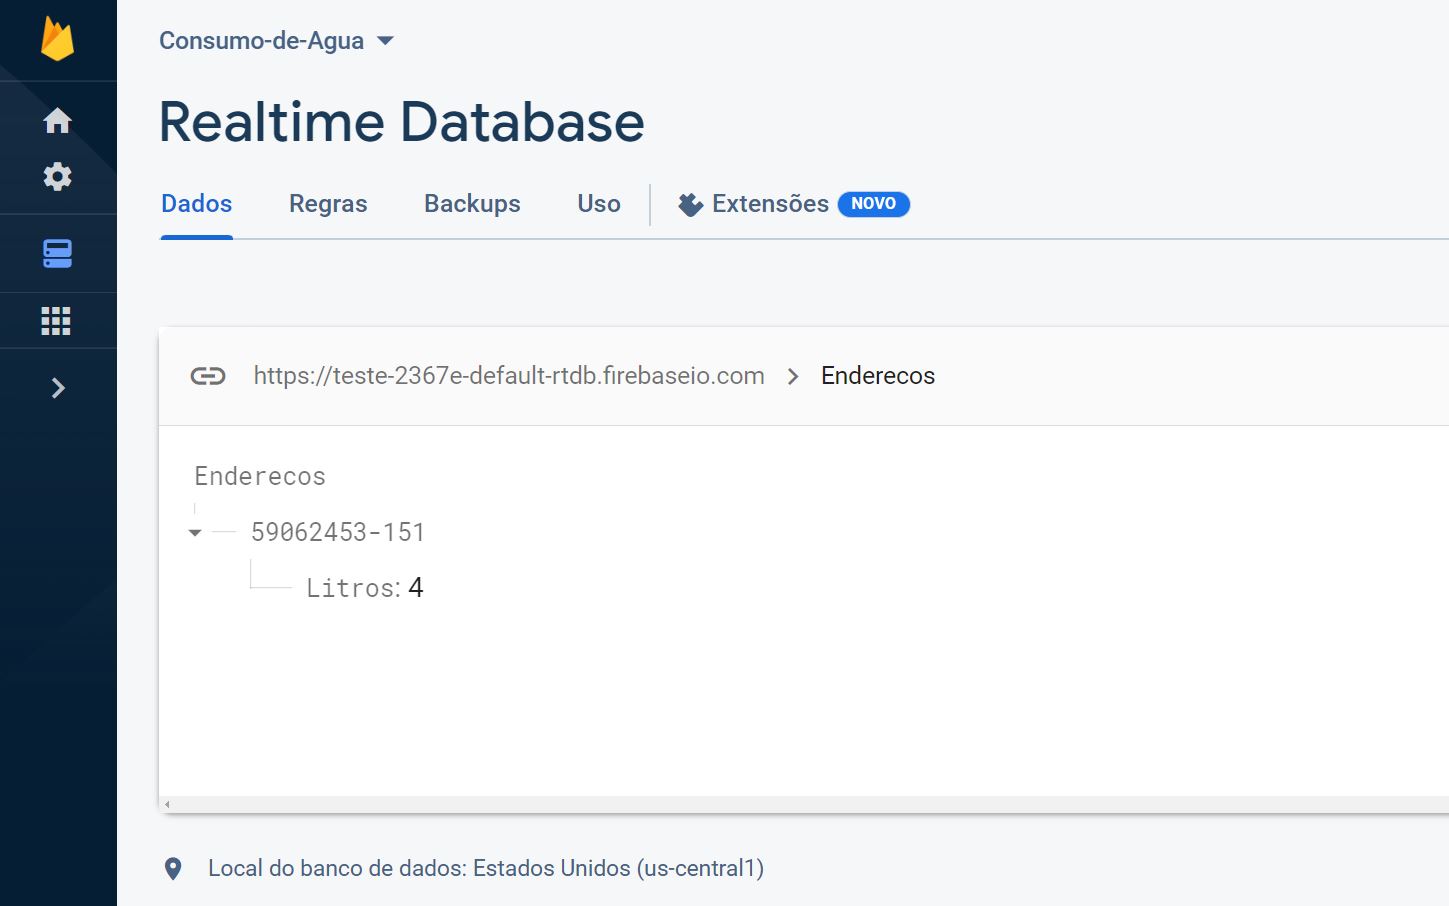 Consumo-de-Agua
Realtime Database
Dados Regras Backups Uso Extensões NOVO
https://teste-2367e-default-rtdb.firebaseio.com Enderecos
Enderecos
59062453-151
Litros: 4
Local do banco de dados: Estados Unidos (us-central1)